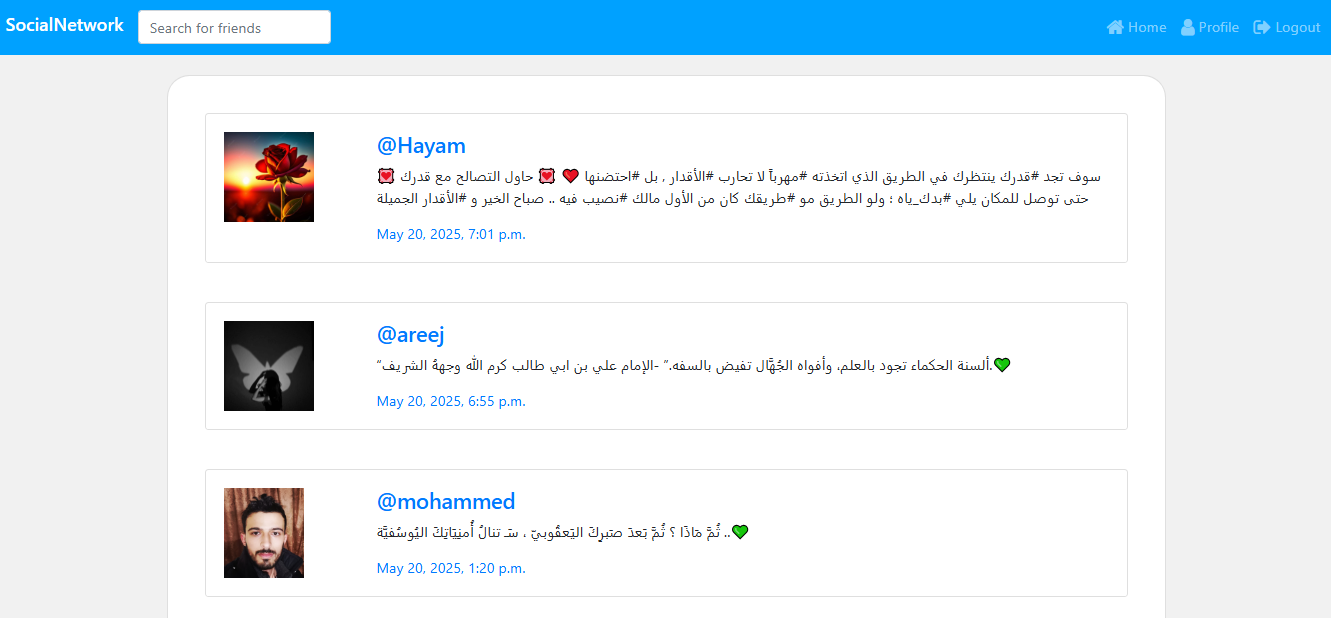 SocialNetwork
Search for friends
Home
Profile
Logout
@Hayam
سوف تجد #قدرك ينتظرك في الطريق الذي اتخذته #مهرباً لا تحارب #الأقدار , بل #احتضنها ❤️ 💟 حاول التصالح مع قدرك 💟
حتى توصل للمكان يلي #بدك_ياه ؛ ولو الطريق مو #طريقك كان من الأول مالك #نصيب فيه .. صباح الخير و #الأقدار الجميلة
May 20, 2025, 7:01 p.m.
@areej
“ألسنة الحكماء تجود بالعلم، وأفواه الجُهَّال تفيض بالسفه.” -الإمام علي بن ابي طالب كرم الله وجههُ الشريف.💚
May 20, 2025, 6:55 p.m.
@mohammed
💚.. ثُمَّ مَاذَا ؟ ثُمَّ بَعدَ صَبرِكَ اليَعقُوبيّ ، سَـ تنالُ أُمنِيَاتِكَ اليُوسُفيَّة
May 20, 2025, 1:20 p.m.